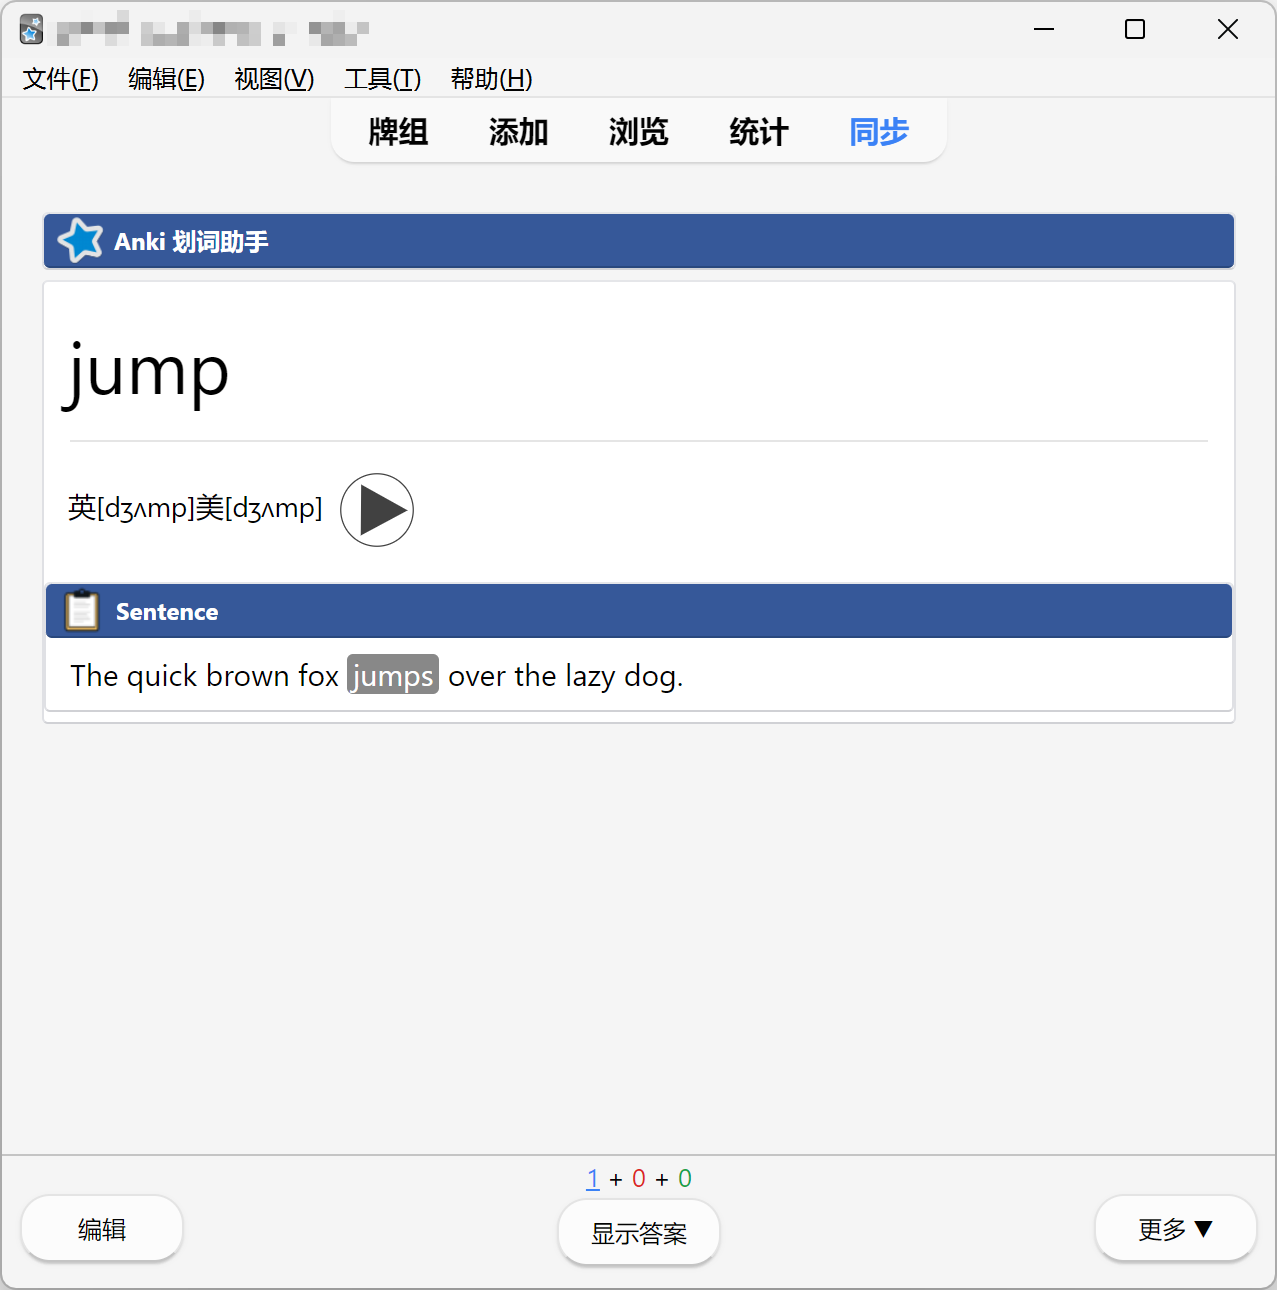 文件(F) 编辑(E) 视图(V) 工具(T) 帮助(H)
牌组 添加 浏览 统计 同步
Anki 划词助手
jump
英[dʒʌmp]美[dʒʌmp]
Sentence
The quick brown fox jumps over the lazy dog.
1 + 0 + 0
编辑 显示答案 更多 ▼